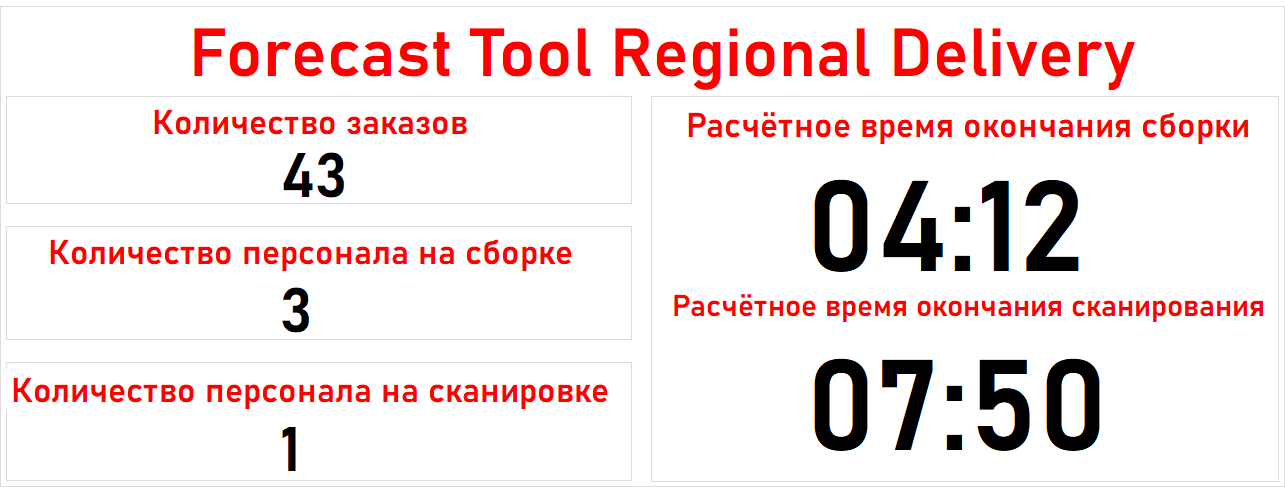 Forecast Tool Regional Delivery
Количество заказов
43
Количество персонала на сборке
3
Количество персонала на сканировке
1
Расчётное время окончания сборки
04:12
Расчётное время окончания сканирования
07:50